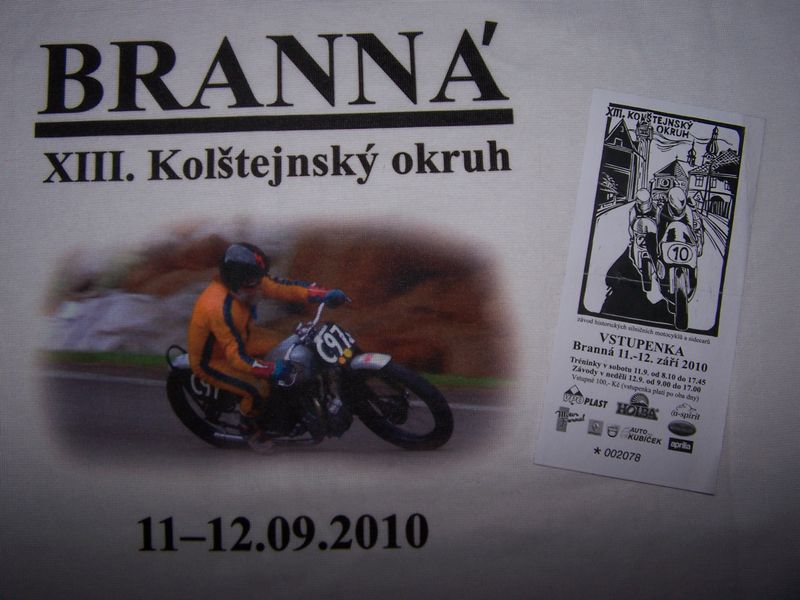 BRANNÁ
XIII. Kolštejnský okruh
C97
C97
11–12.09.2010
XIII. KOLŠTEJNSKÝ
OKRUH
10
závod historických silničních motocyklů a sidecarů
VSTUPENKA
Branná 11.-12. září 2010
Tréninky v sobotu 11.9. od 8.10 do 17.45
Závody v neděli 12.9. od 9.00 do 17.00
Vstupné 100,-Kč (vstupenka platí po oba dny)
PLAST
HOLBA
α-spirit
AUTO
KUBÍČEK
aprilia
* 002078